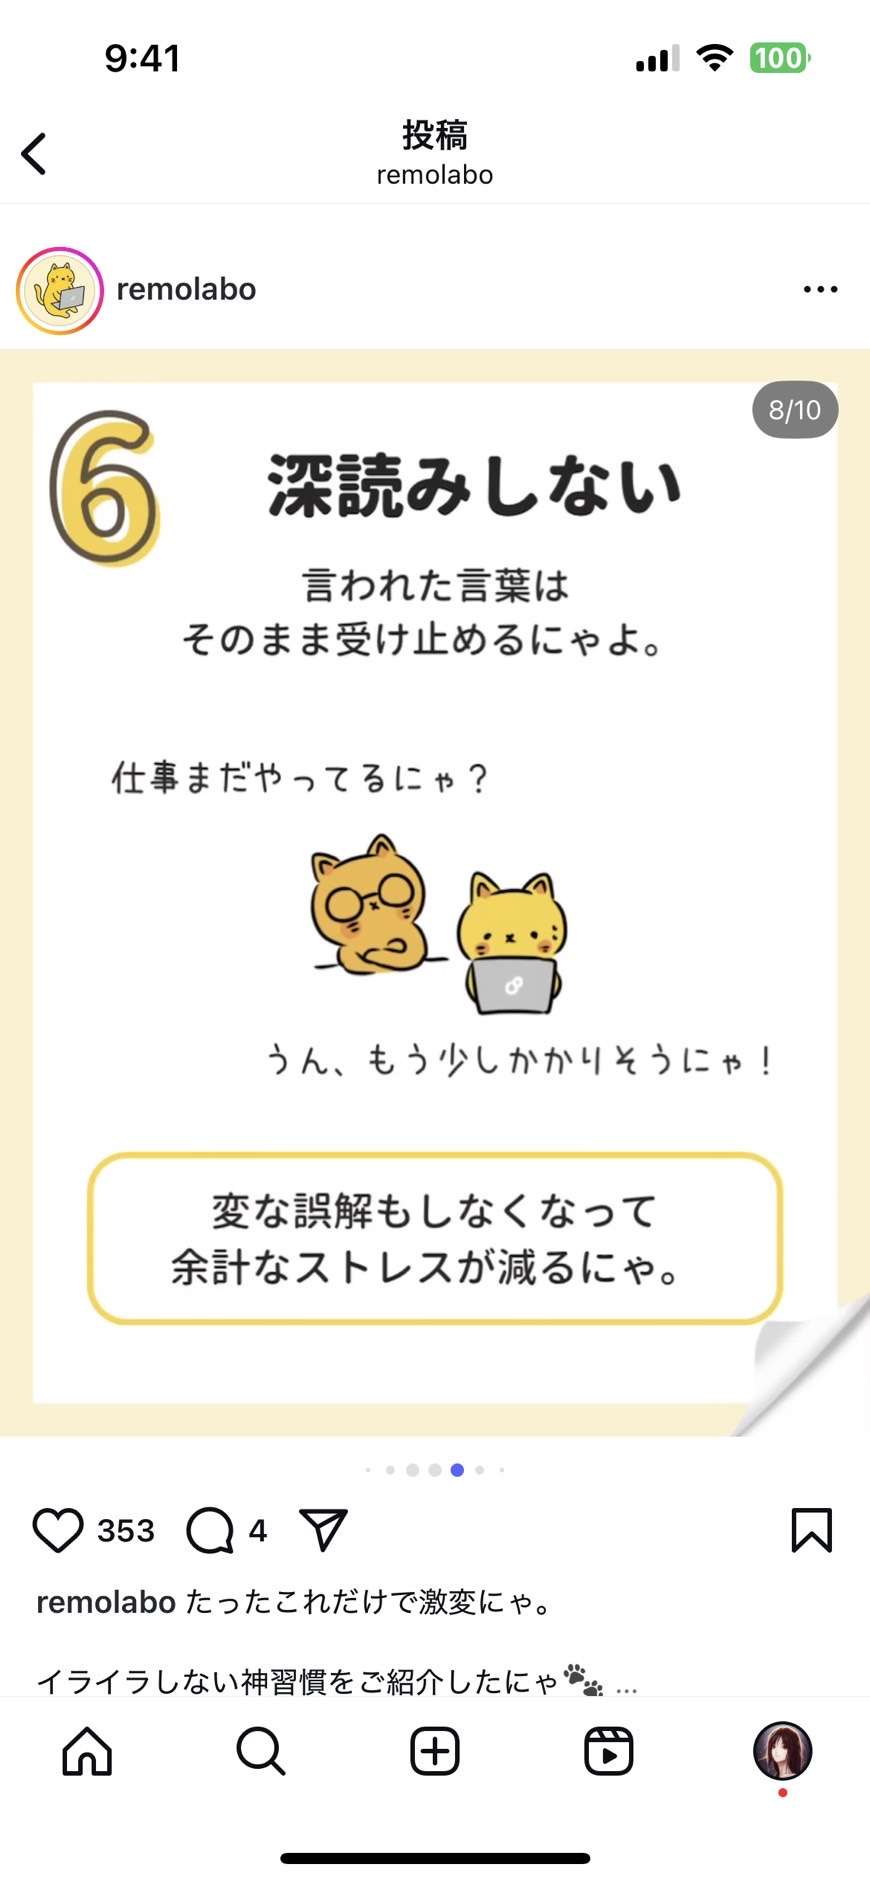 9:41
100
投稿
remolabo
remolabo
8/10
6
深読みしない
言われた言葉は
そのまま受け止めるにゃよ。
仕事まだやってるにゃ？
うん、もう少しかかりそうにゃ！
変な誤解もしなくなって
余計なストレスが減るにゃ。
353
4
remolabo たったこれだけで激変にゃ。
イライラしない神習慣をご紹介したにゃ🐾 ...